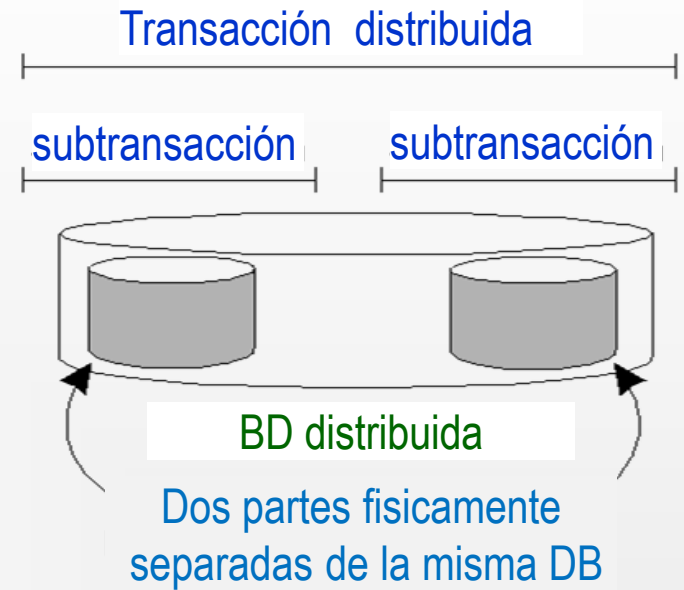 Transacción distribuida
subtransacción subtransacción
BD distribuida
Dos partes fisicamente
separadas de la misma DB